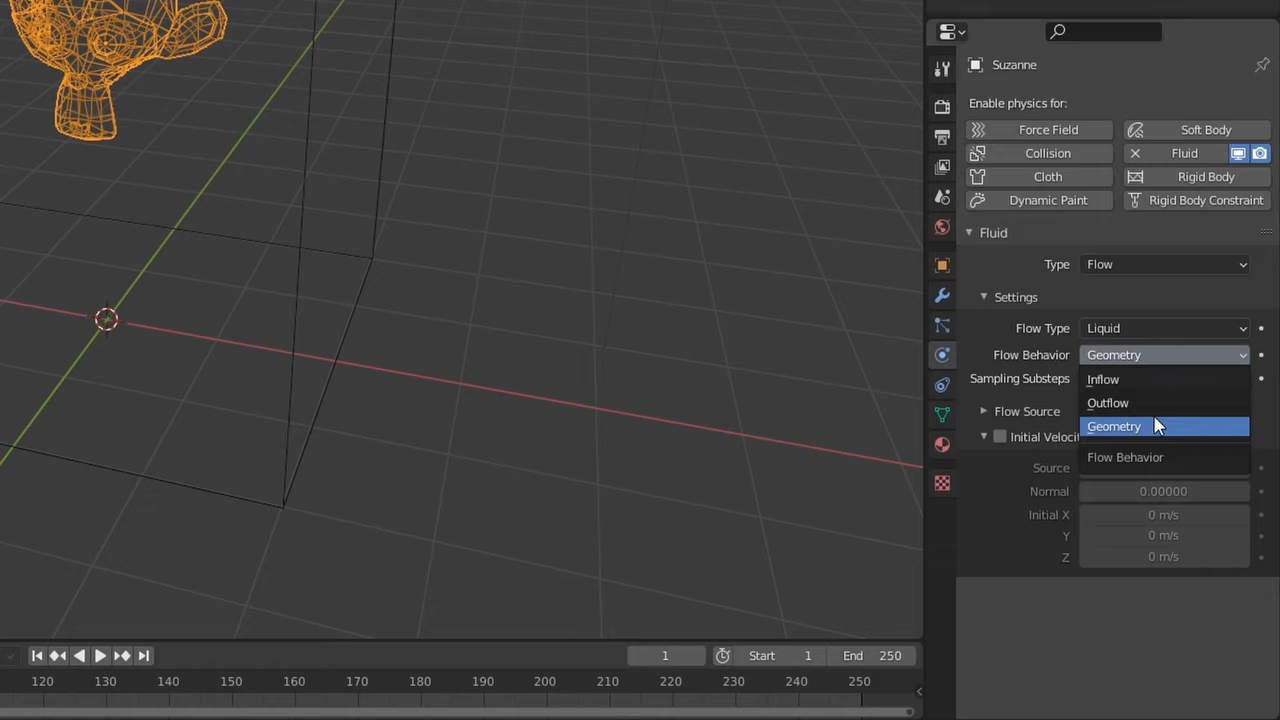 Suzanne
Enable physics for:
Force Field
Soft Body
Collision
Fluid
Cloth
Rigid Body
Dynamic Paint
Rigid Body Constraint
Fluid
Type
Flow
Settings
Flow Type
Liquid
Flow Behavior
Geometry
Sampling Substeps
Inflow
Outflow
Flow Source
Geometry
Initial Veloci
Flow Behavior
Source
Normal
0.00000
Initial X
0 m/s
Y
0 m/s
Z
0 m/s
1
Start
1
End
250
120 130 140 150 160 170 180 190 200 210 220 230 240 250